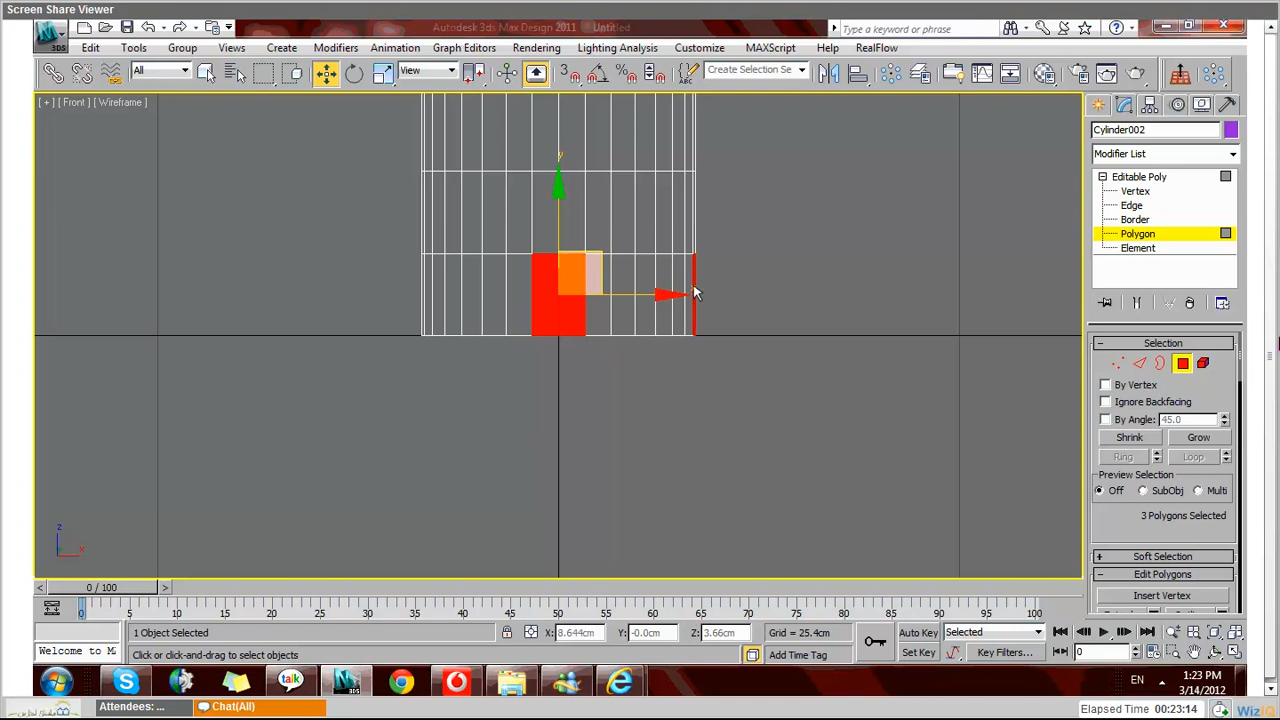 Screen Share Viewer
Autodesk 3ds Max Design 2011 Untitled
Type a keyword or phrase
3DS
Edit Tools Group Views Create Modifiers Animation Graph Editors Rendering Lighting Analysis Customize MAXScript Help RealFlow
All View 3 Create Selection Se
[ + ] [ Front ] [ Wireframe ]
y
Cylinder002
Modifier List
Editable Poly
Vertex
Edge
Border
Polygon
Element
Selection
By Vertex
Ignore Backfacing
By Angle: 45.0
Shrink Grow
Ring Loop
Preview Selection
Off SubObj Multi
3 Polygons Selected
Soft Selection
Edit Polygons
Insert Vertex
z
x
< 0 / 100 >
0 5 10 15 20 25 30 35 40 45 50 55 60 65 70 75 80 85 90 95 100
1 Object Selected X: 8.644cm Y: -0.0cm Z: 3.66cm Grid = 25.4cm Auto Key Selected
Welcome to M Click or click-and-drag to select objects Add Time Tag Set Key Key Filters... 0
talk 3DS EN 1:23 PM
3/14/2012
Attendees: ... Chat(All) Elapsed Time 00:23:14 WizIQ